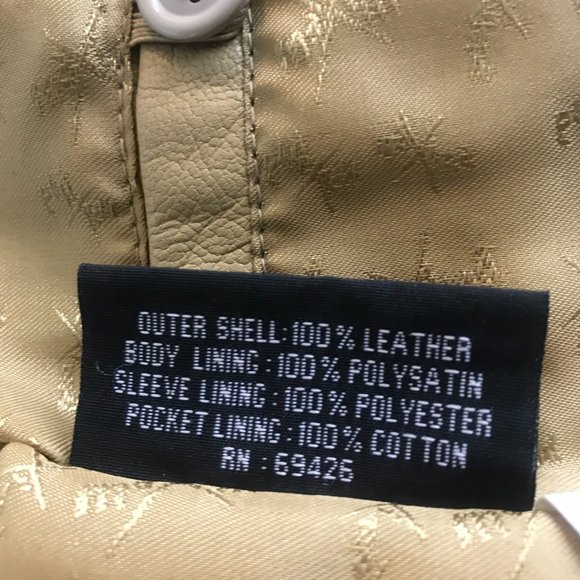 OUTER SHELL: 100% LEATHER
BODY LINING: 100% POLYSATIN
SLEEVE LINING: 100% POLYESTER
POCKET LINING: 100% COTTON
RN: 69426